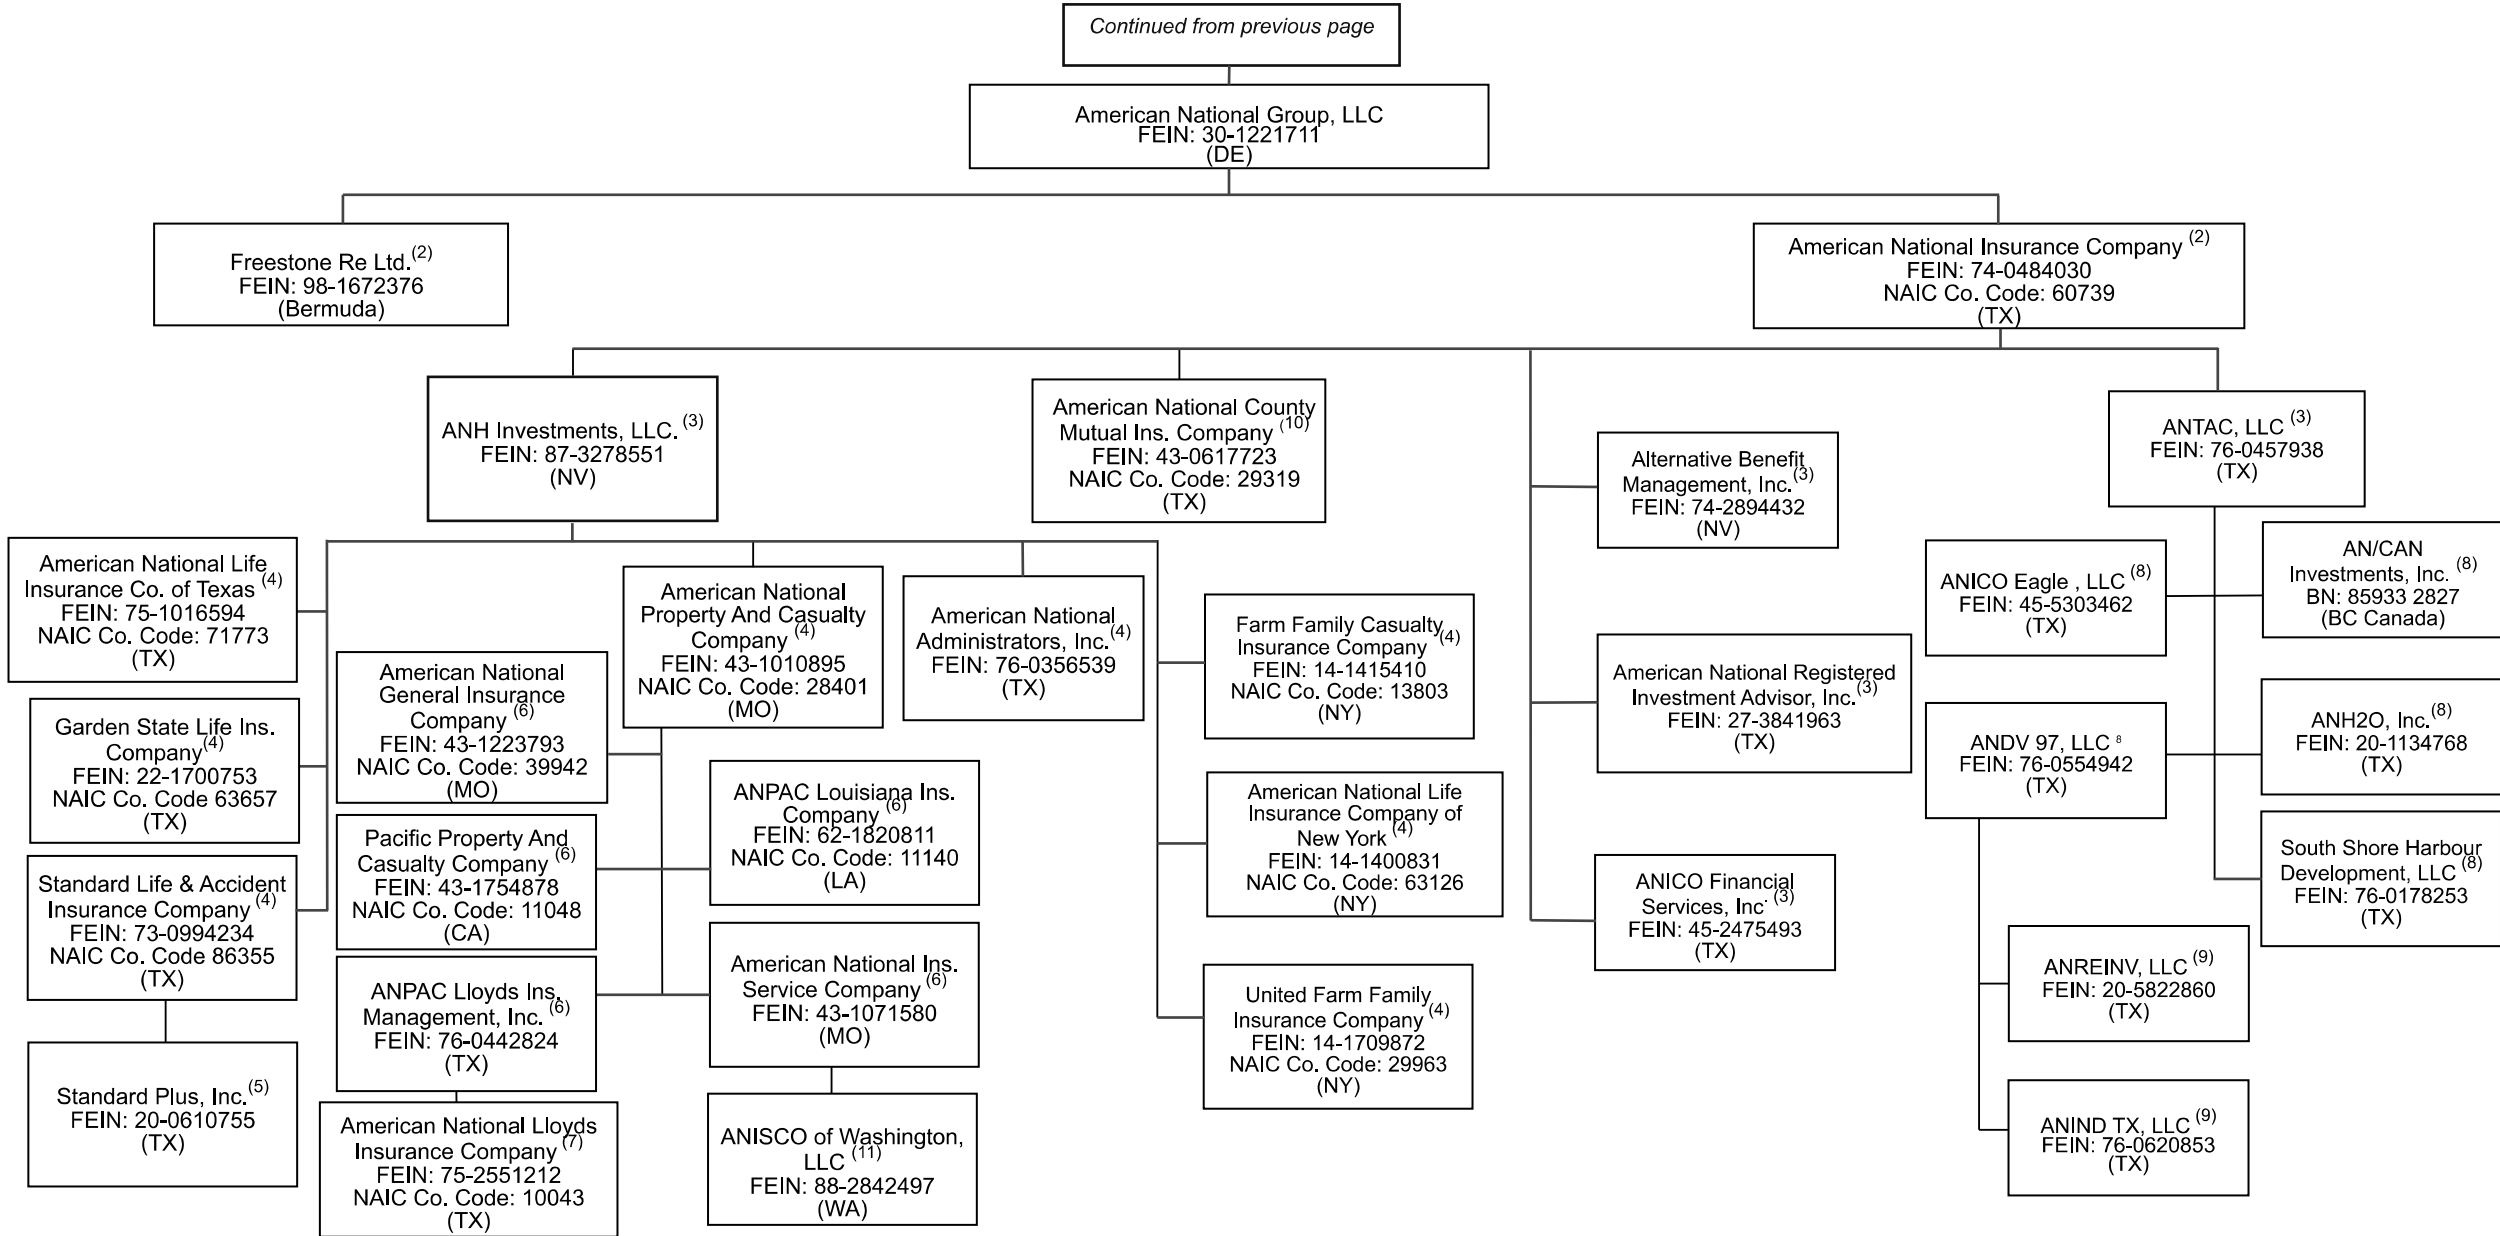 Continued from previous page
American National Group, LLC
FEIN: 30-1221711
(DE)
Freestone Re Ltd. (2)
FEIN: 98-1672376
(Bermuda)
American National Insurance Company (2)
FEIN: 74-0484030
NAIC Co. Code: 60739
(TX)
ANH Investments, LLC. (3)
FEIN: 87-3278551
(NV)
American National County
Mutual Ins. Company (10)
FEIN: 43-0617723
NAIC Co. Code: 29319
(TX)
Alternative Benefit
Management, Inc. (3)
FEIN: 74-2894432
(NV)
ANTAC, LLC (3)
FEIN: 76-0457938
(TX)
American National Life
Insurance Co. of Texas (4)
FEIN: 75-1016594
NAIC Co. Code: 71773
(TX)
American National
Property And Casualty
Company (4)
FEIN: 43-1010895
NAIC Co. Code: 28401
(MO)
American National
Administrators, Inc. (4)
FEIN: 76-0356539
(TX)
Farm Family Casualty
Insurance Company (4)
FEIN: 14-1415410
NAIC Co. Code: 13803
(NY)
ANICO Eagle , LLC (8)
FEIN: 45-5303462
(TX)
AN/CAN
Investments, Inc. (8)
BN: 85933 2827
(BC Canada)
American National
General Insurance
Company (6)
FEIN: 43-1223793
NAIC Co. Code: 39942
(MO)
American National Registered
Investment Advisor, Inc. (3)
FEIN: 27-3841963
(TX)
Garden State Life Ins.
Company (4)
FEIN: 22-1700753
NAIC Co. Code 63657
(TX)
ANDV 97, LLC 8
FEIN: 76-0554942
(TX)
ANH2O, Inc. (8)
FEIN: 20-1134768
(TX)
ANPAC Louisiana Ins.
Company (6)
FEIN: 62-1820811
NAIC Co. Code: 11140
(LA)
American National Life
Insurance Company of
New York (4)
FEIN: 14-1400831
NAIC Co. Code: 63126
(NY)
Pacific Property And
Casualty Company (6)
FEIN: 43-1754878
NAIC Co. Code: 11048
(CA)
South Shore Harbour
Development, LLC (8)
FEIN: 76-0178253
(TX)
Standard Life & Accident
Insurance Company (4)
FEIN: 73-0994234
NAIC Co. Code 86355
(TX)
ANICO Financial
Services, Inc. (3)
FEIN: 45-2475493
(TX)
American National Ins.
Service Company (6)
FEIN: 43-1071580
(MO)
ANREINV, LLC (9)
FEIN: 20-5822860
(TX)
ANPAC Lloyds Ins.
Management, Inc. (6)
FEIN: 76-0442824
(TX)
United Farm Family
Insurance Company (4)
FEIN: 14-1709872
NAIC Co. Code: 29963
(NY)
Standard Plus, Inc. (5)
FEIN: 20-0610755
(TX)
ANIND TX, LLC (9)
FEIN: 76-0620853
(TX)
American National Lloyds
Insurance Company (7)
FEIN: 75-2551212
NAIC Co. Code: 10043
(TX)
ANISCO of Washington,
LLC (11)
FEIN: 88-2842497
(WA)